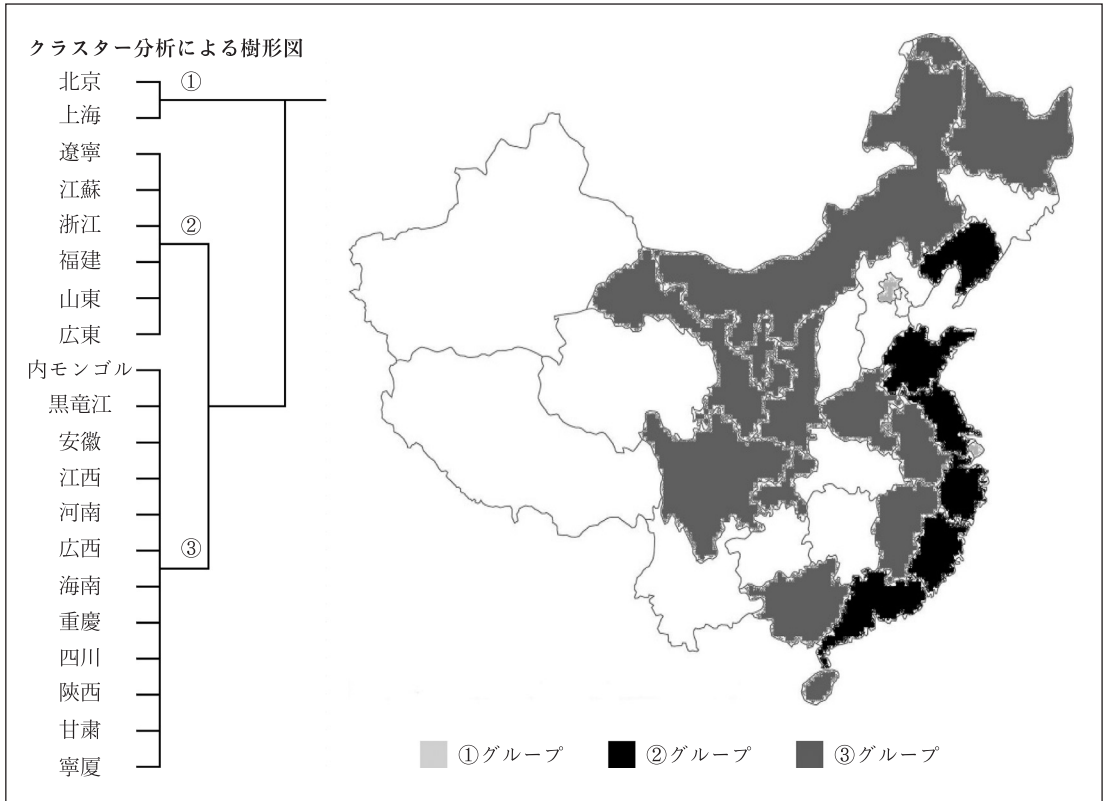 クラスター分析による樹形図
北京
①
上海
遼寧
江蘇
浙江
②
福建
山東
広東
内モンゴル
黒竜江
安徽
江西
河南
広西
③
海南
重慶
四川
陝西
甘粛
寧厦
①グループ ②グループ ③グループ